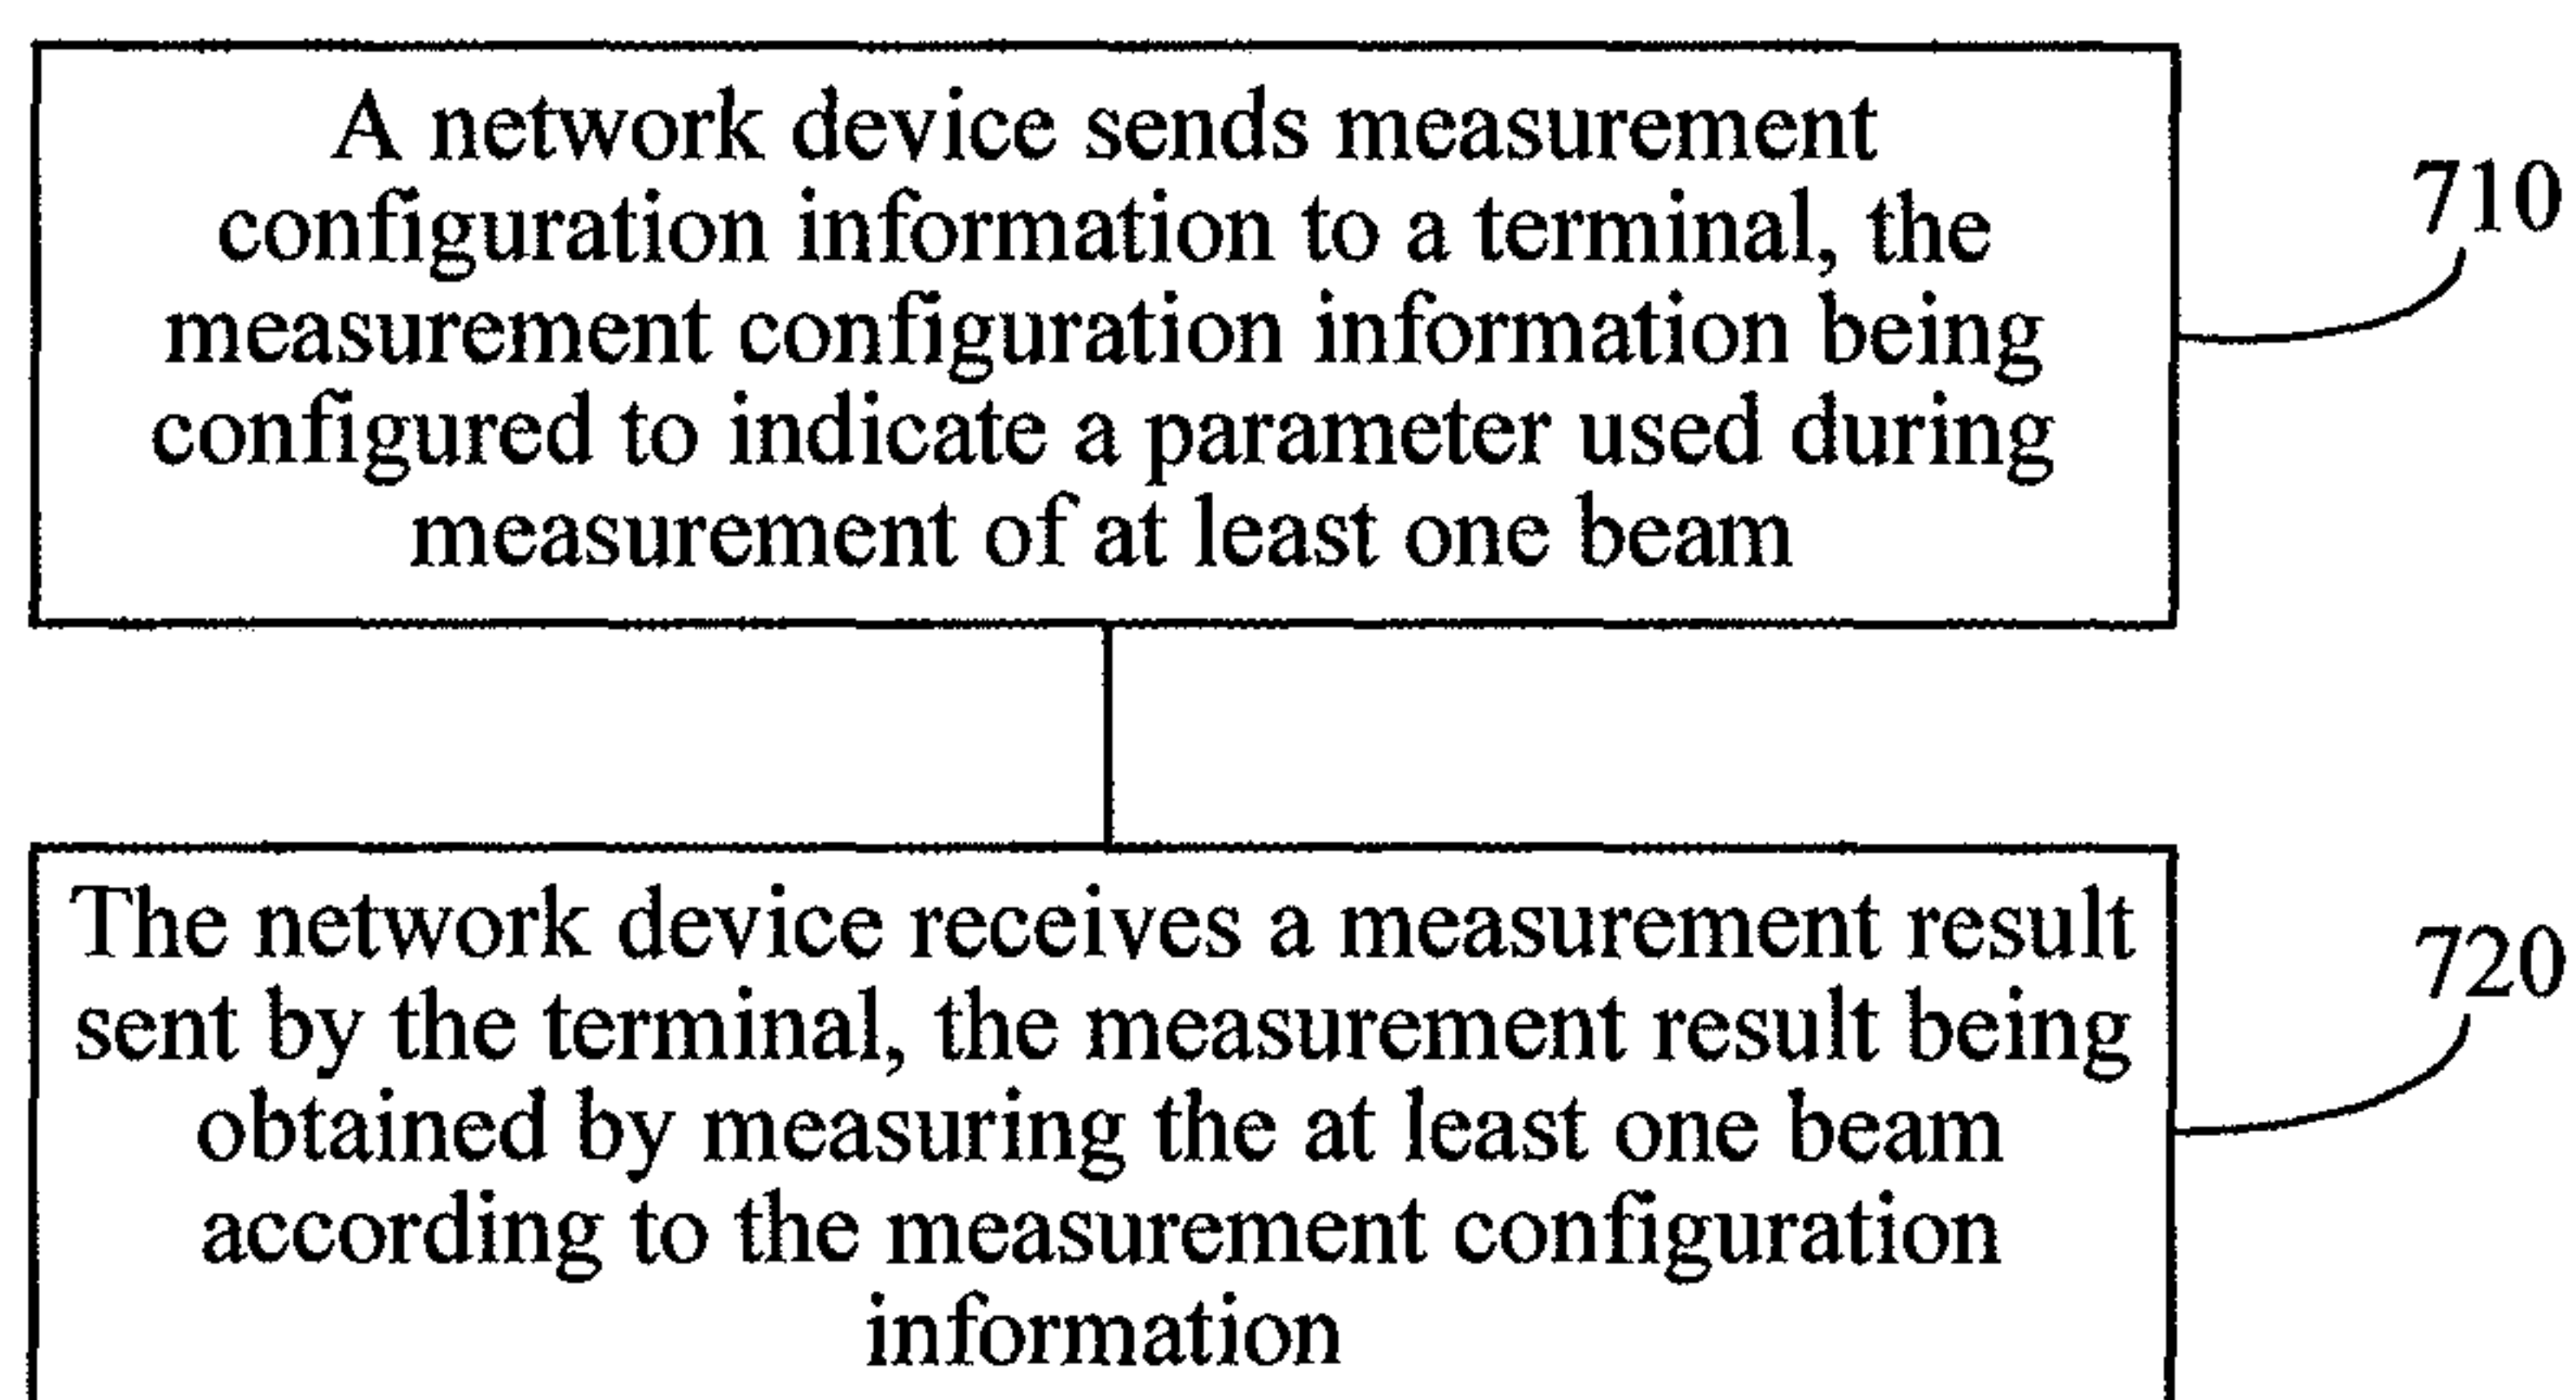 A network device sends measurement
configuration information to a terminal, the
measurement configuration information being
configured to indicate a parameter used during
measurement of at least one beam
710
The network device receives a measurement result
sent by the terminal, the measurement result being
obtained by measuring the at least one beam
according to the measurement configuration
information
720